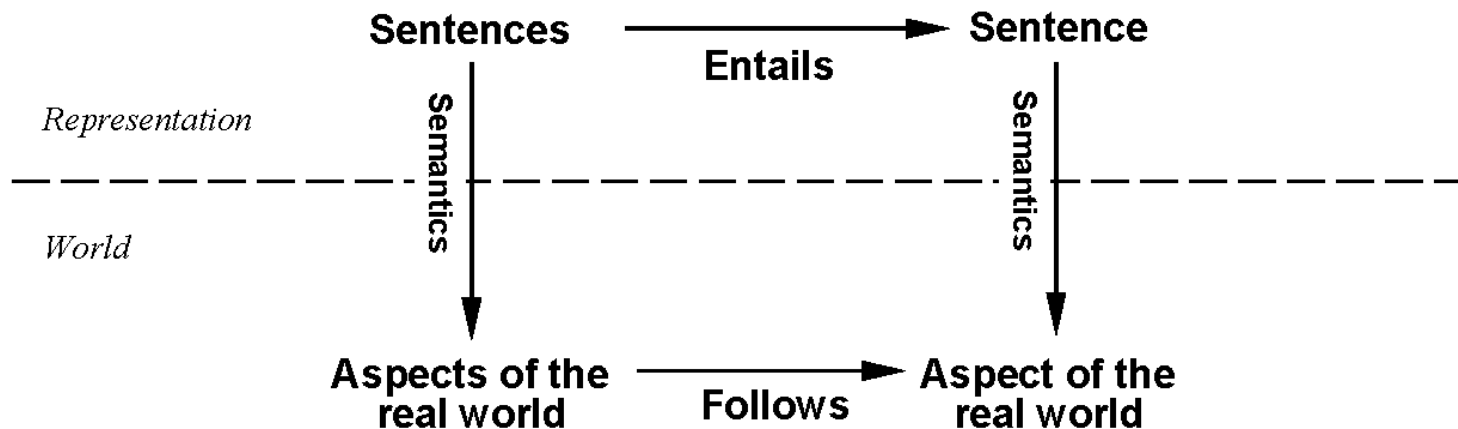 Sentences
Sentence
Entails
Representation
Semantics
Semantics
World
Aspects of the
real world
Follows
Aspect of the
real world